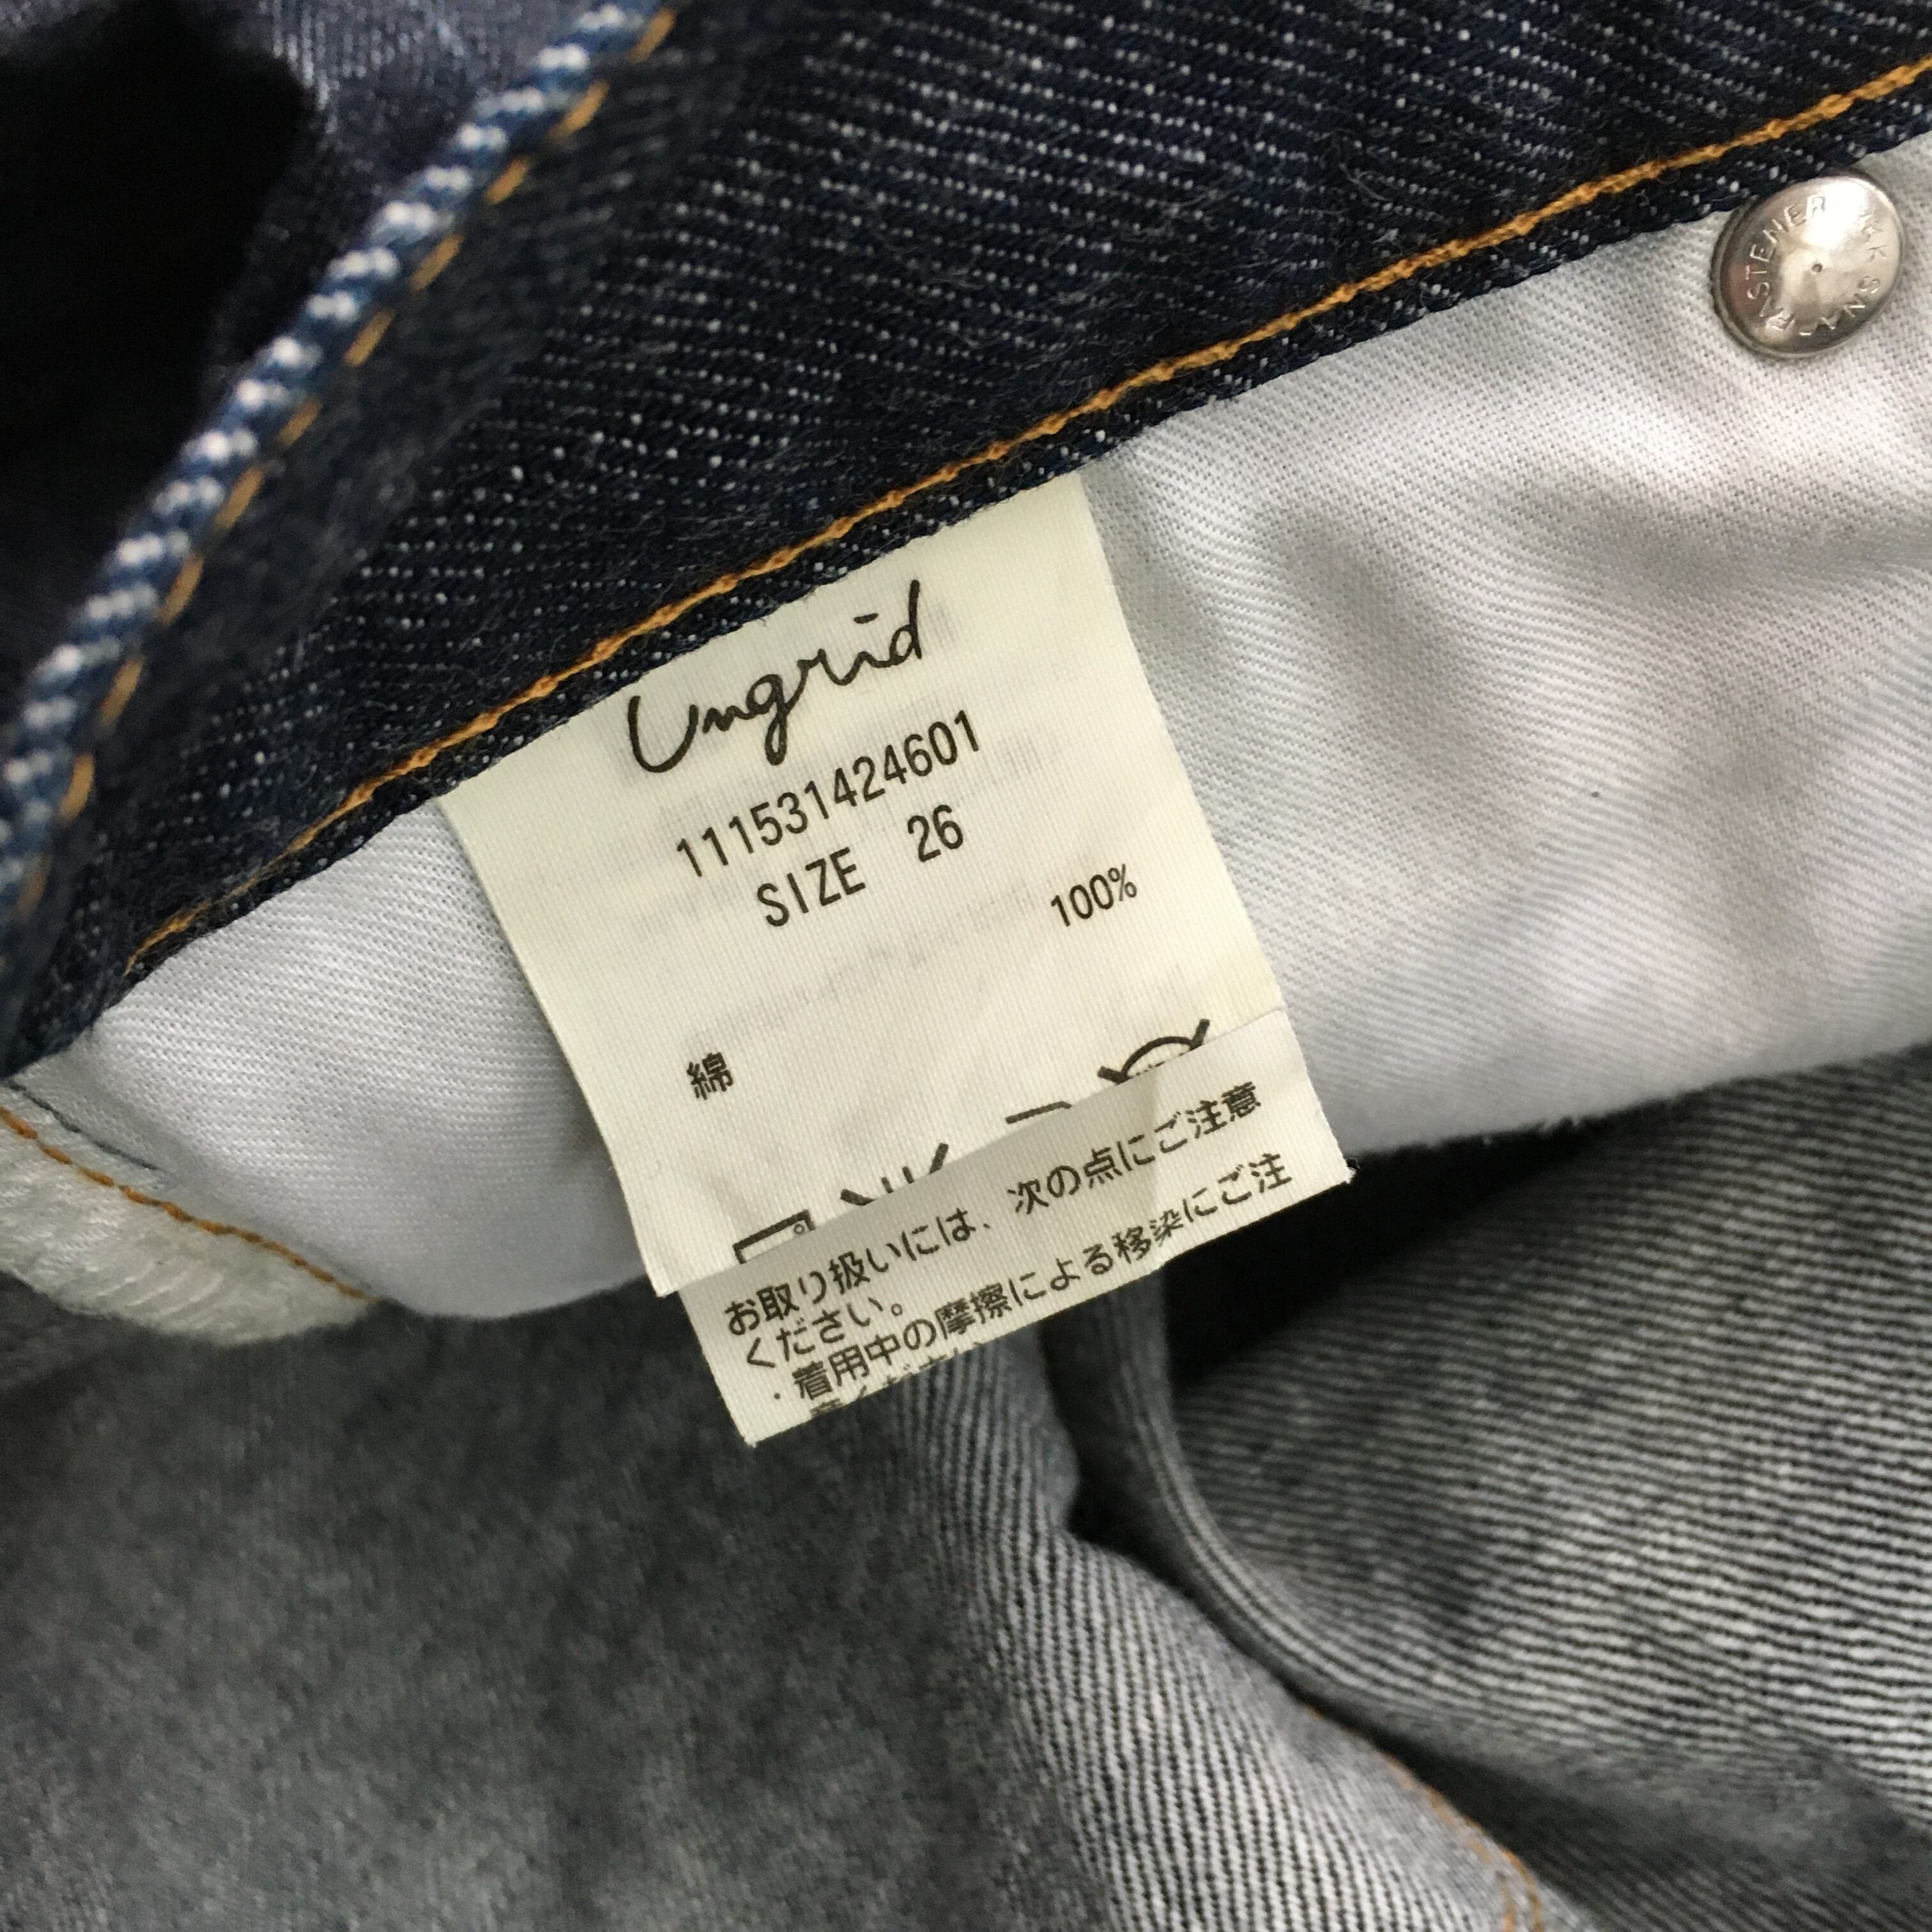 Ungrid
111531424601
SIZE 26
綿 100%
お取り扱いには、次の点にご注意
ください。
・着用中の摩擦による移染にご注
FASTENER